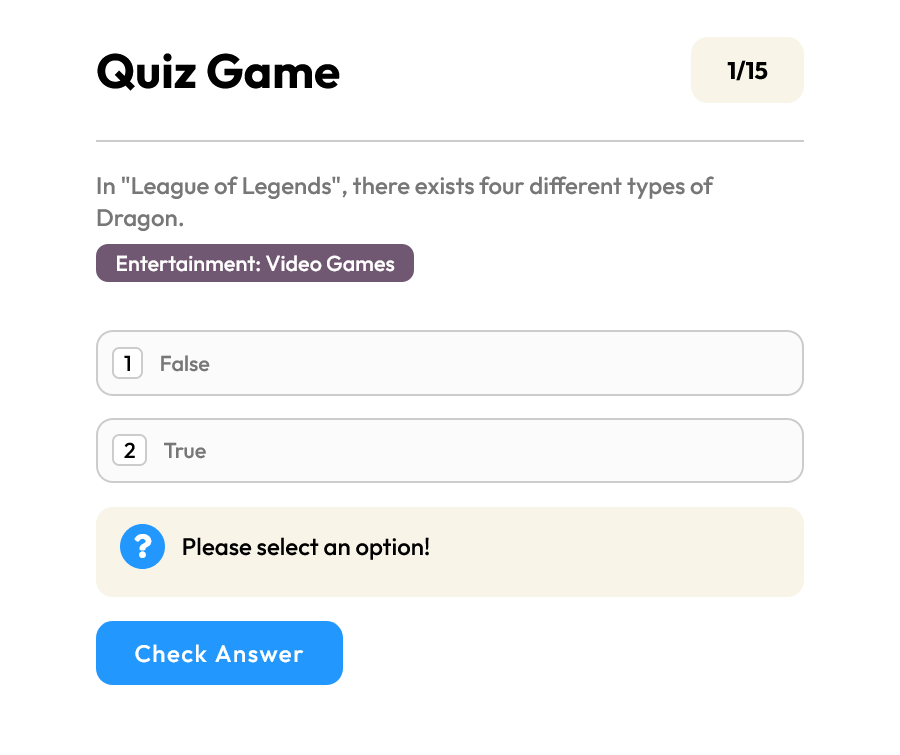 Quiz Game
1/15
In "League of Legends", there exists four different types of
Dragon.
Entertainment: Video Games
1 False
2 True
? Please select an option!
Check Answer